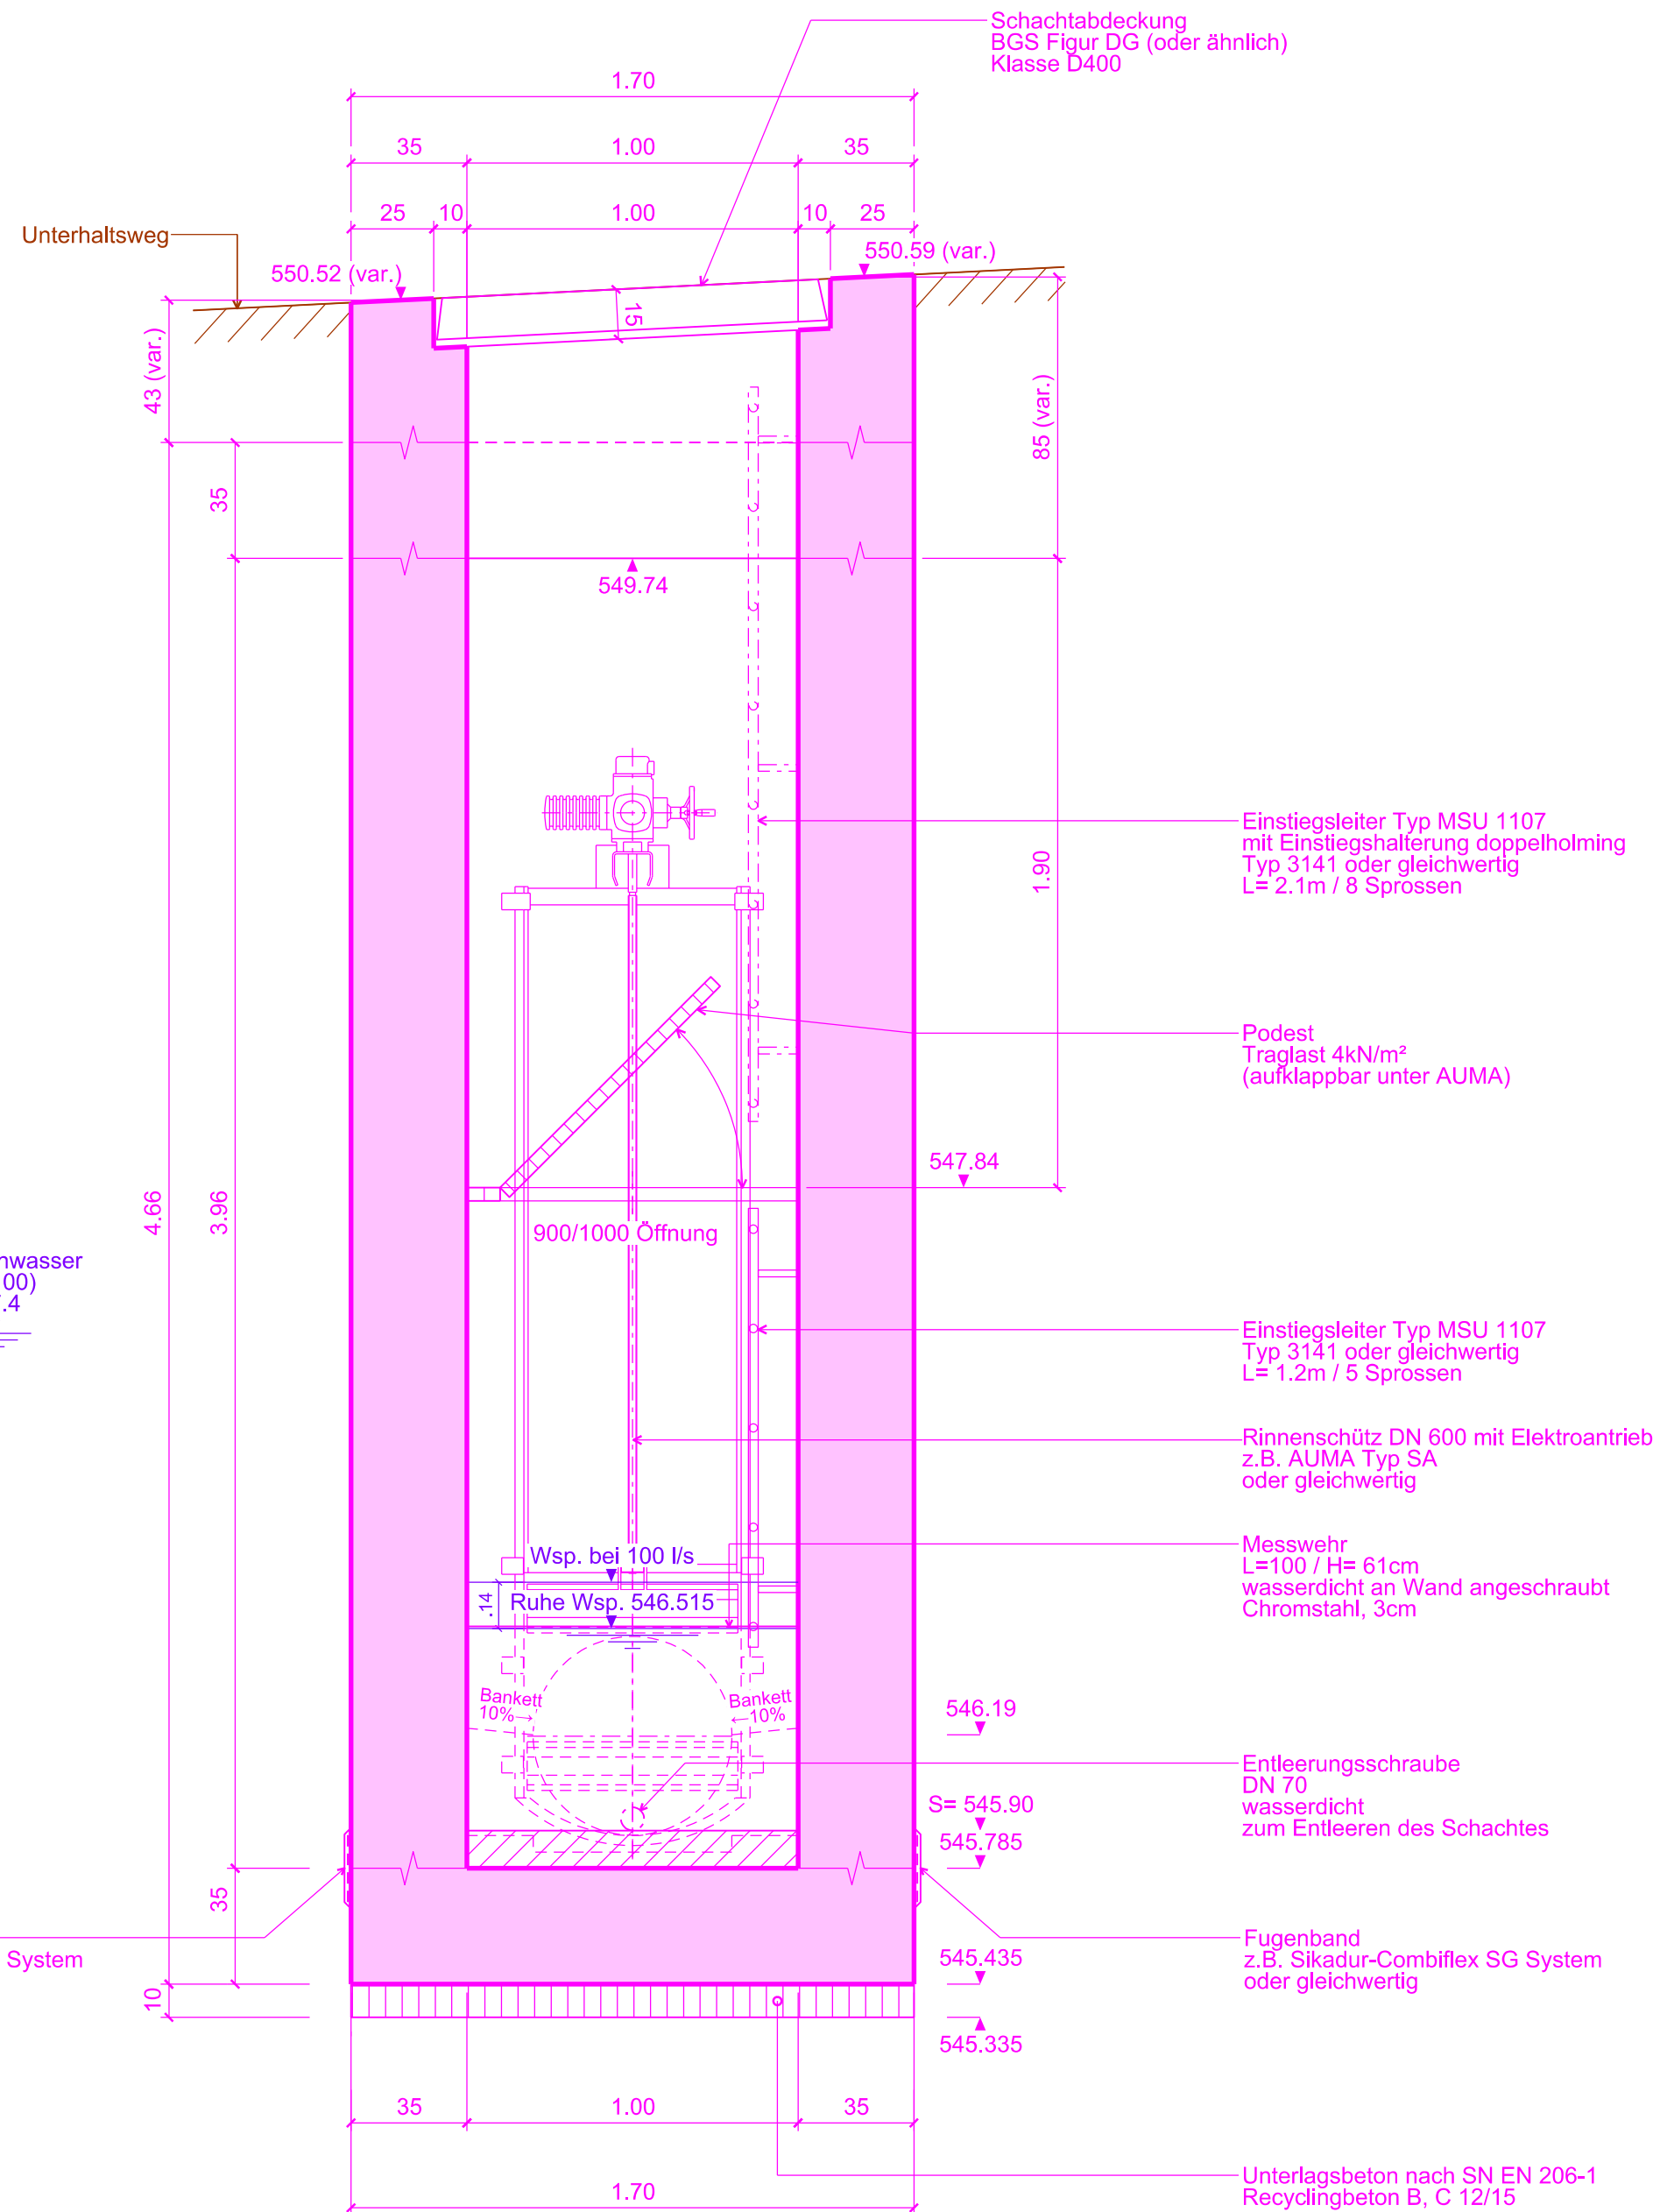 Schachtabdeckung
BGS Figur DG (oder ähnlich)
Klasse D400
1.70
35
1.00
35
25
10
1.00
10
25
Unterhaltsweg
550.52 (var.)
550.59 (var.)
15
43 (var.)
85 (var.)
35
549.74
Einstiegsleiter Typ MSU 1107
mit Einstiegshalterung doppelholming
Typ 3141 oder gleichwertig
L= 2.1m / 8 Sprossen
1.90
Podest
Traglast 4kN/m²
(aufklappbar unter AUMA)
547.84
4.66
3.96
900/1000 Öffnung
nwasser
00)
.4
Einstiegsleiter Typ MSU 1107
Typ 3141 oder gleichwertig
L= 1.2m / 5 Sprossen
Rinnenschütz DN 600 mit Elektroantrieb
z.B. AUMA Typ SA
oder gleichwertig
Wsp. bei 100 l/s
.14
Ruhe Wsp. 546.515
Messwehr
L=100 / H= 61cm
wasserdicht an Wand angeschraubt
Chromstahl, 3cm
Bankett
10%
Bankett
10%
546.19
Entleerungsschraube
DN 70
wasserdicht
zum Entleeren des Schachtes
S= 545.90
545.785
35
System
Fugenband
z.B. Sikadur-Combiflex SG System
oder gleichwertig
545.435
10
545.335
35
1.00
35
Unterlagsbeton nach SN EN 206-1
Recyclingbeton B, C 12/15
1.70